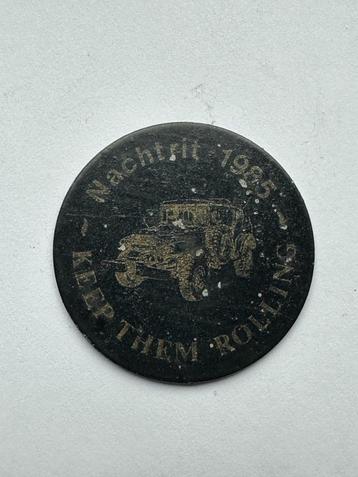 ~ Nachtrit 1985 ~
KEEP THEM ROLLING